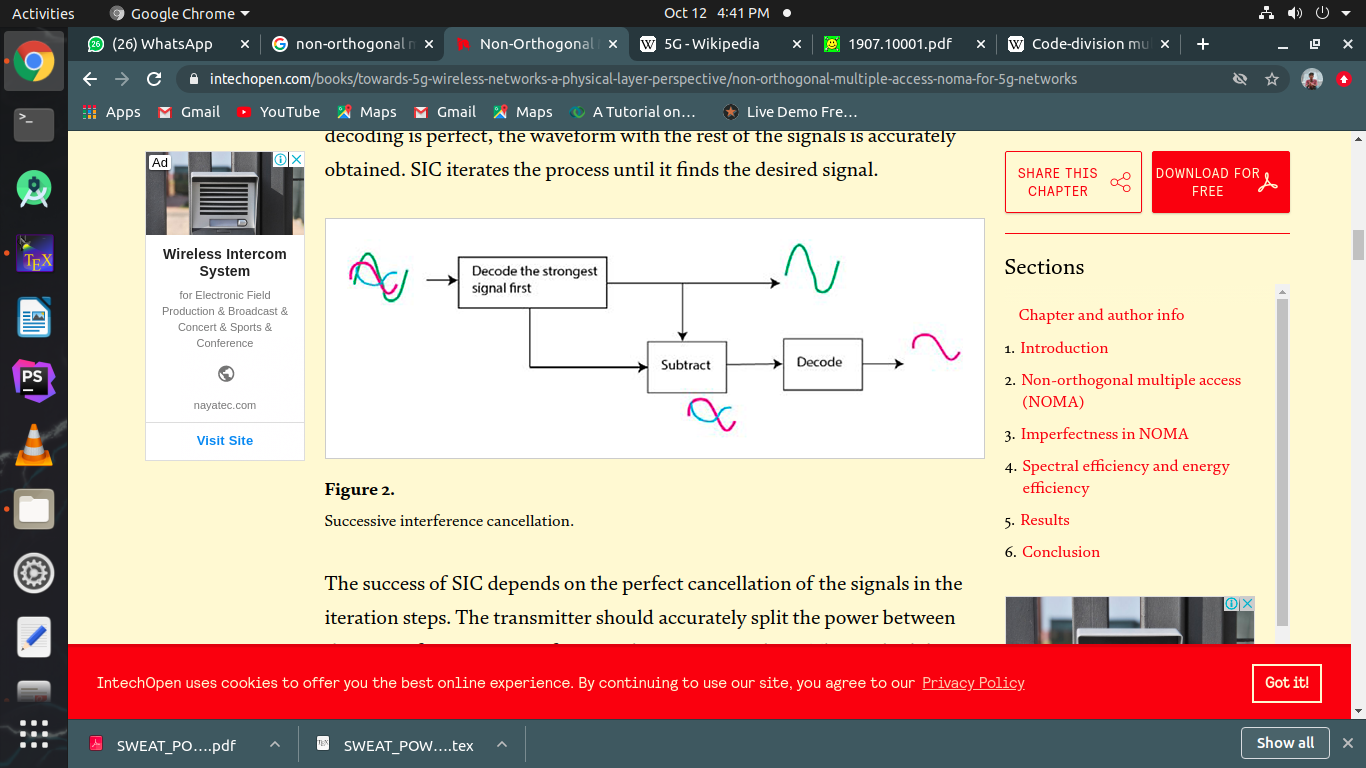 Activities
Google Chrome
Oct 12 4:41 PM
(26) WhatsApp
non-orthogonal m
Non-Orthogonal
5G - Wikipedia
1907.10001.pdf
Code-division mu
intechopen.com/books/towards-5g-wireless-networks-a-physical-layer-perspective/non-orthogonal-multiple-access-noma-for-5g-networks
Apps
Gmail
YouTube
Maps
Gmail
Maps
A Tutorial on...
Live Demo Fre...
decoding is perfect, the waveform with the rest of the signals is accurately
obtained. SIC iterates the process until it finds the desired signal.
Ad
Wireless Intercom
System
for Electronic Field
Production & Broadcast &
Concert & Sports &
Conference
nayatec.com
Visit Site
Decode the strongest
signal first
Subtract
Decode
Figure 2.
Successive interference cancellation.
The success of SIC depends on the perfect cancellation of the signals in the
iteration steps. The transmitter should accurately split the power between
SHARE THIS
CHAPTER
DOWNLOAD FOR
FREE
Sections
Chapter and author info
1. Introduction
2. Non-orthogonal multiple access
(NOMA)
3. Imperfectness in NOMA
4. Spectral efficiency and energy
efficiency
5. Results
6. Conclusion
IntechOpen uses cookies to offer you the best online experience. By continuing to use our site, you agree to our Privacy Policy
Got it!
SWEAT_PO....pdf
SWEAT_POW....tex
Show all